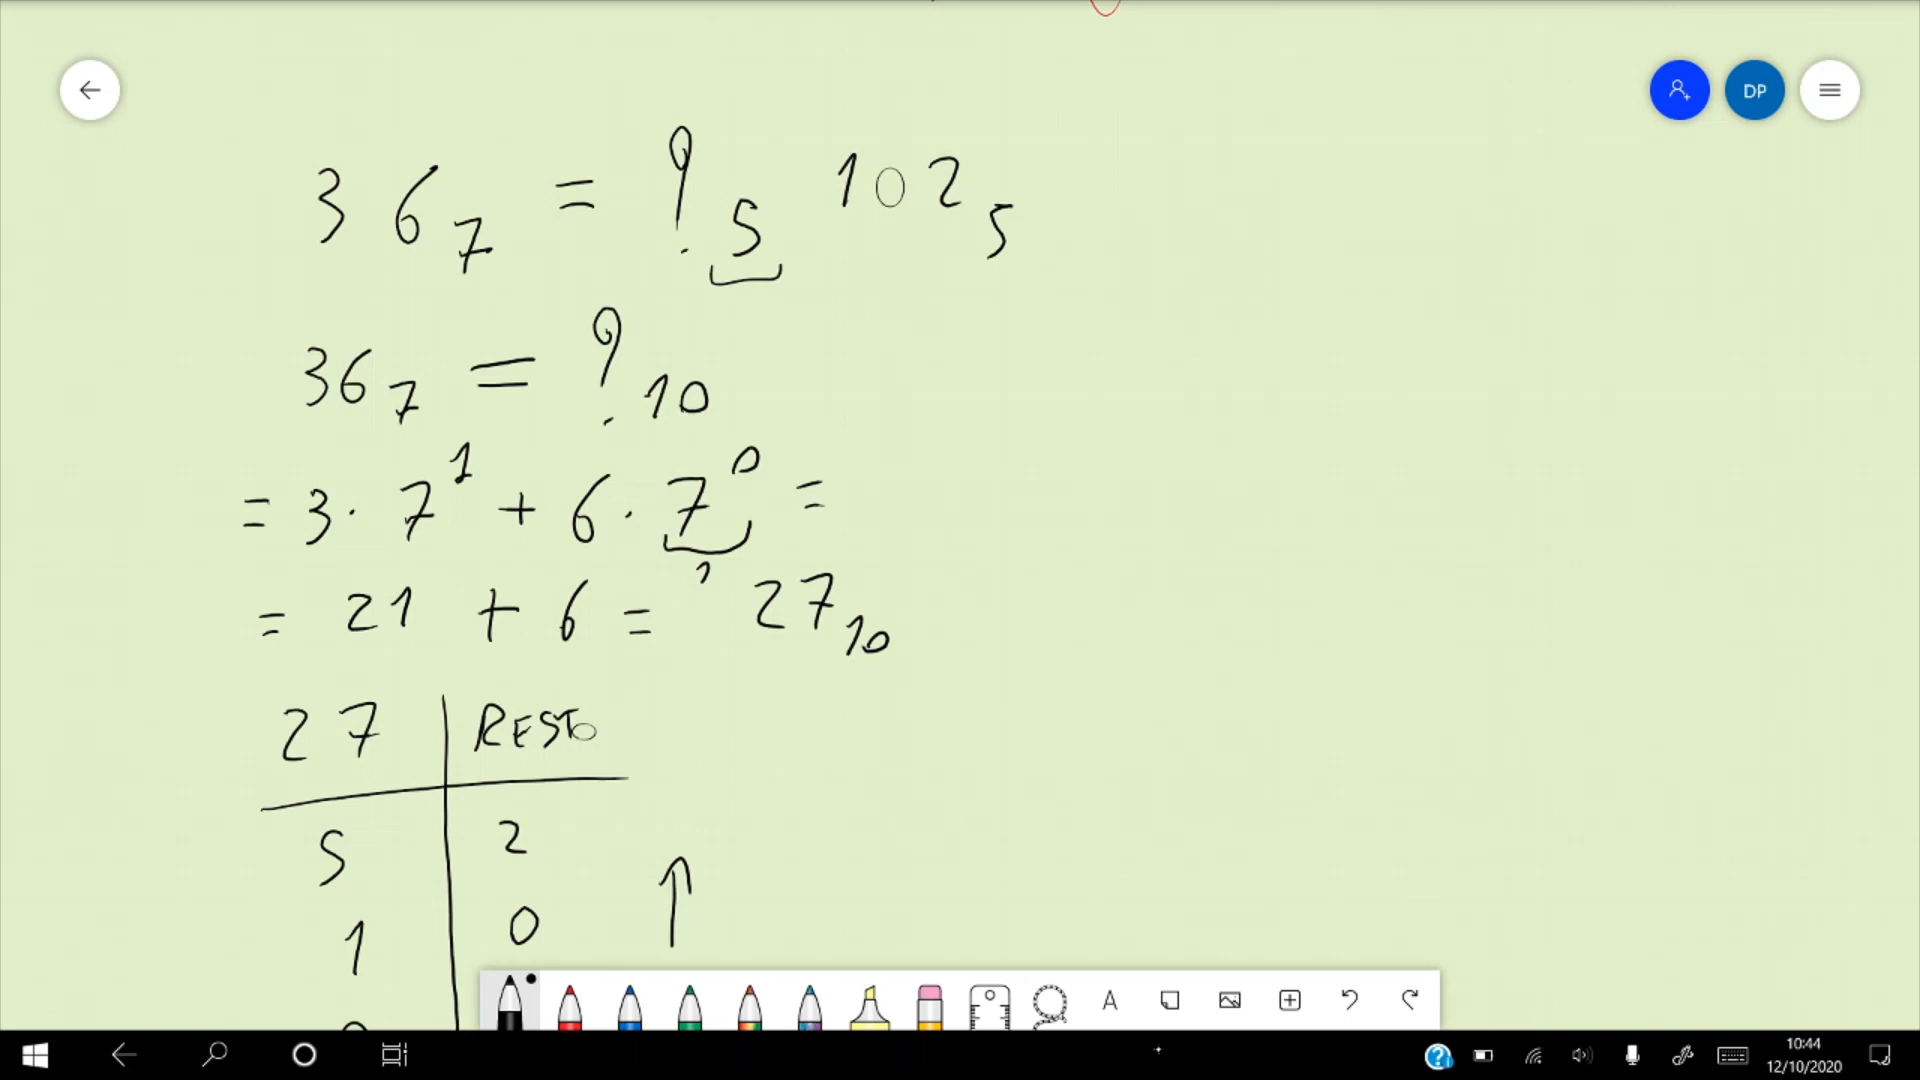 DP
36₇ = ?₅ 102₅
36₇ = ?₁₀
= 3 · 7¹ + 6 · 7⁰ =
1
= 21 + 6 = 27₁₀
27 | RESTO
5 | 2
1 | 0
A
10:44
12/10/2020